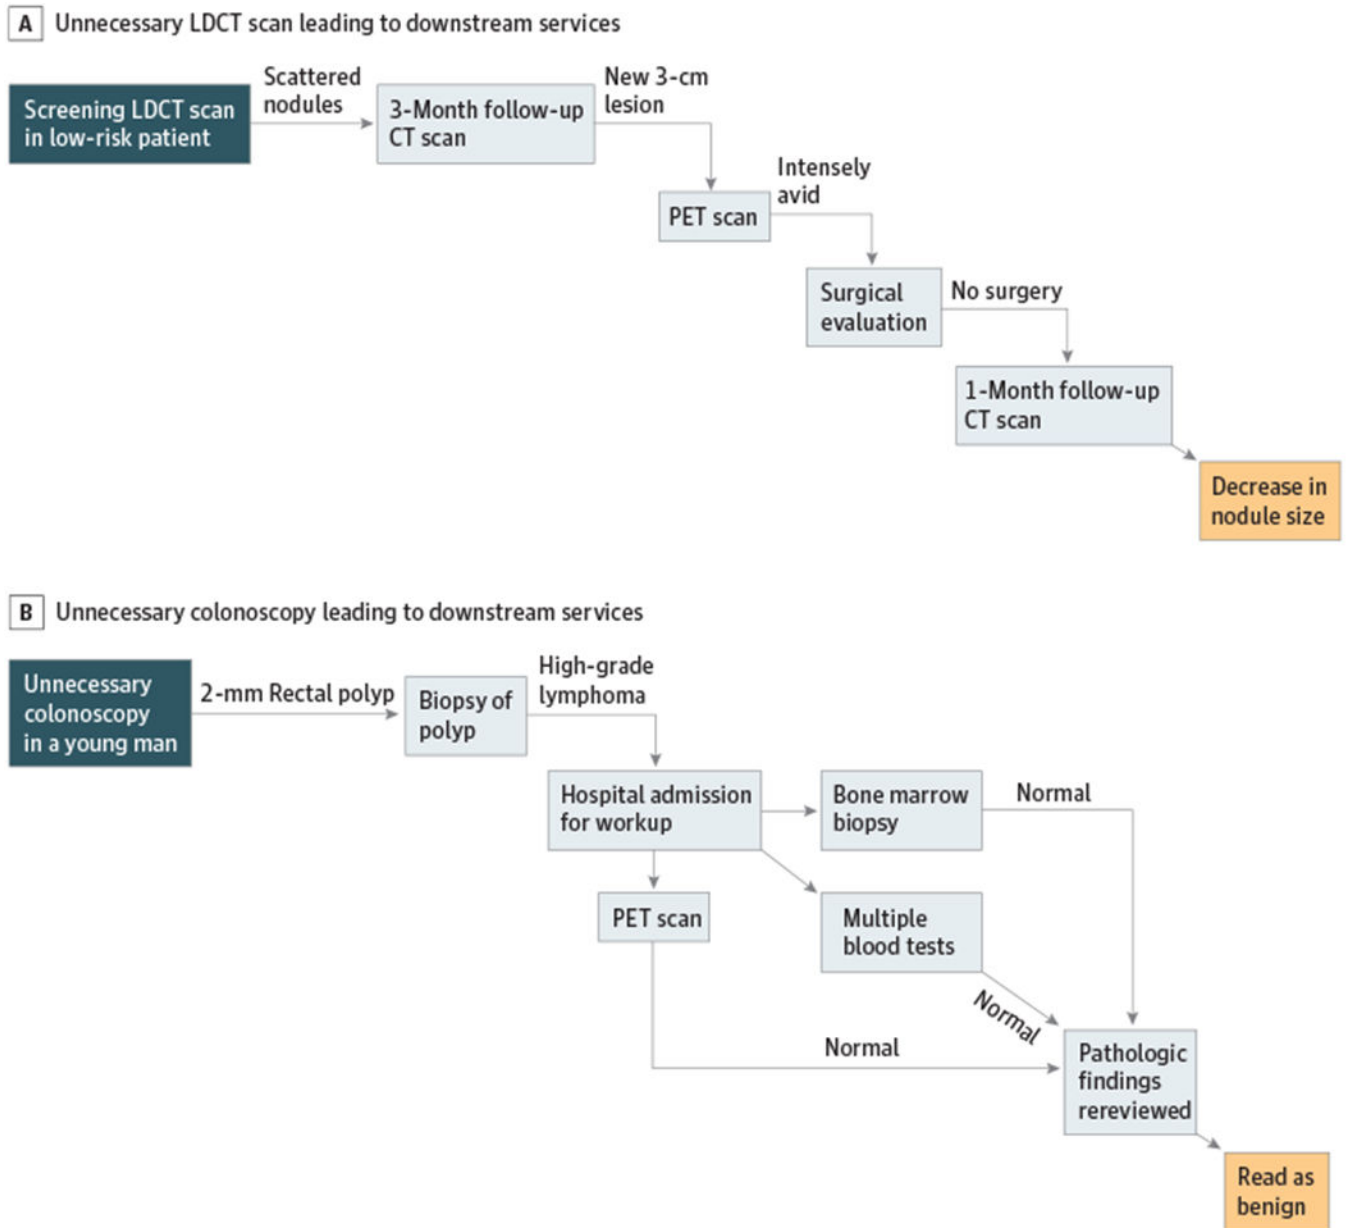 A Unnecessary LDCT scan leading to downstream services
Screening LDCT scan
in low-risk patient
Scattered
nodules
3-Month follow-up
CT scan
New 3-cm
lesion
PET scan
Intensely
avid
Surgical
evaluation
No surgery
1-Month follow-up
CT scan
Decrease in
nodule size
B Unnecessary colonoscopy leading to downstream services
Unnecessary
colonoscopy
in a young man
2-mm Rectal polyp
Biopsy of
polyp
High-grade
lymphoma
Hospital admission
for workup
Bone marrow
biopsy
Normal
PET scan
Multiple
blood tests
Normal
Normal
Pathologic
findings
rereviewed
Read as
benign